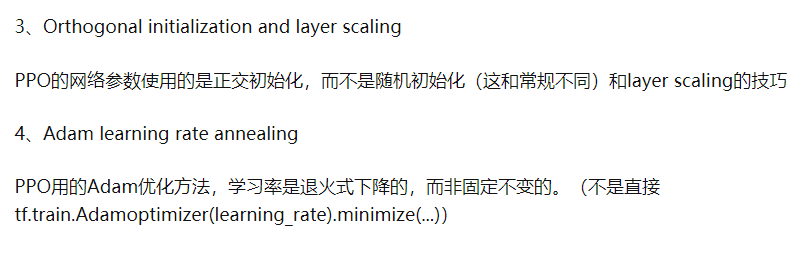 3、Orthogonal initialization and layer scaling
PPO的网络参数使用的是正交初始化，而不是随机初始化（这和常规不同）和layer scaling的技巧
4、Adam learning rate annealing
PPO用的Adam优化方法，学习率是退火式下降的，而非固定不变的。（不是直接
tf.train.Adamoptimizer(learning_rate).minimize(...)）